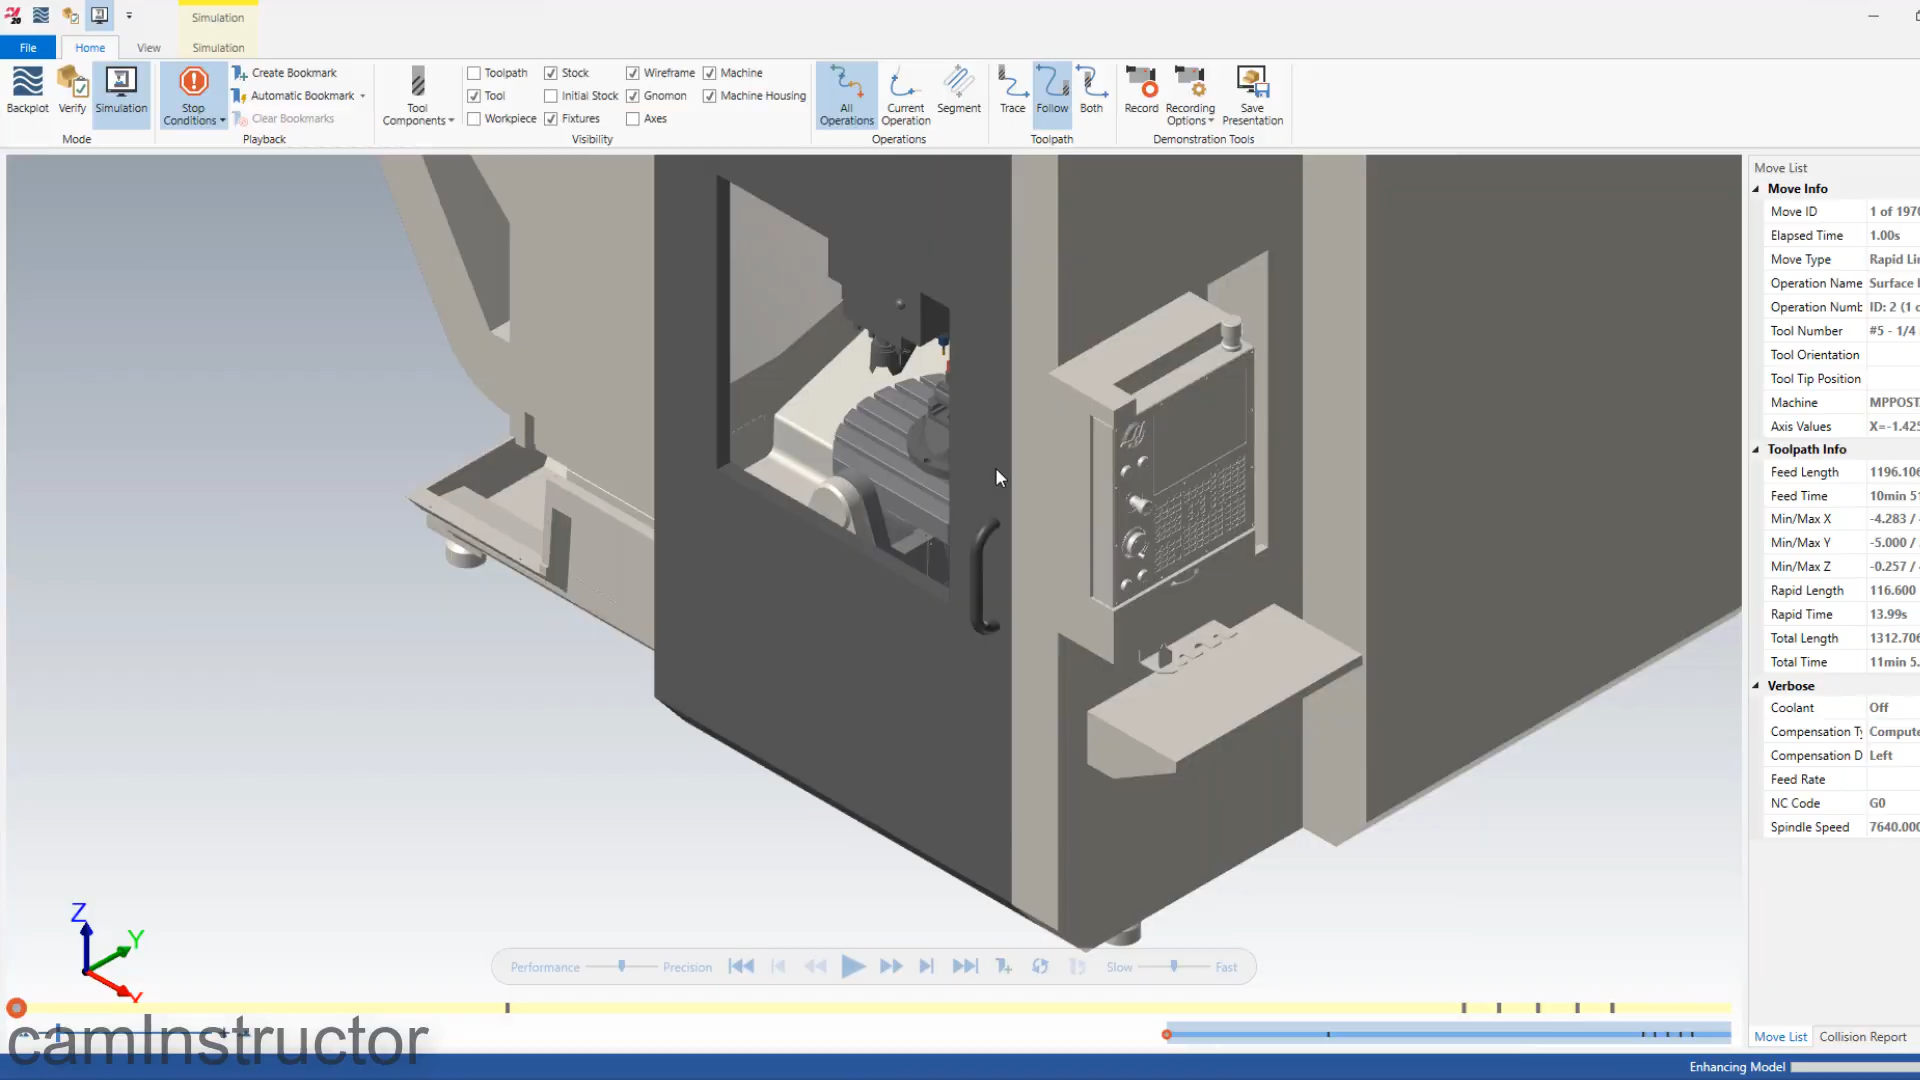 20
Simulation
File
Home
View
Simulation
Backplot
Verify
Simulation
Mode
Stop
Conditions
Create Bookmark
Automatic Bookmark
Clear Bookmarks
Playback
Tool
Components
Toolpath
Stock
Wireframe
Machine
Tool
Initial Stock
Gnomon
Machine Housing
Workpiece
Fixtures
Axes
Visibility
All
Operations
Current
Operation
Segment
Operations
Trace
Follow
Both
Toolpath
Record
Recording
Options
Save
Presentation
Demonstration Tools
Move List
Move Info
Move ID 1 of 1970
Elapsed Time 1.00s
Move Type Rapid Lin
Operation Name Surface
Operation Numb ID: 2 (1 o
Tool Number #5 - 1/4
Tool Orientation
Tool Tip Position
Machine MPPOST
Axis Values X=-1.425
Toolpath Info
Feed Length 1196.106
Feed Time 10min 51
Min/Max X -4.283 /
Min/Max Y -5.000 /
Min/Max Z -0.257 /
Rapid Length 116.600
Rapid Time 13.99s
Total Length 1312.706
Total Time 11min 5.
Verbose
Coolant Off
Compensation Ty Compute
Compensation D Left
Feed Rate
NC Code G0
Spindle Speed 7640.000
Z
Y
Performance
Precision
Slow
Fast
camInstructor
Move List
Collision Report
Enhancing Model